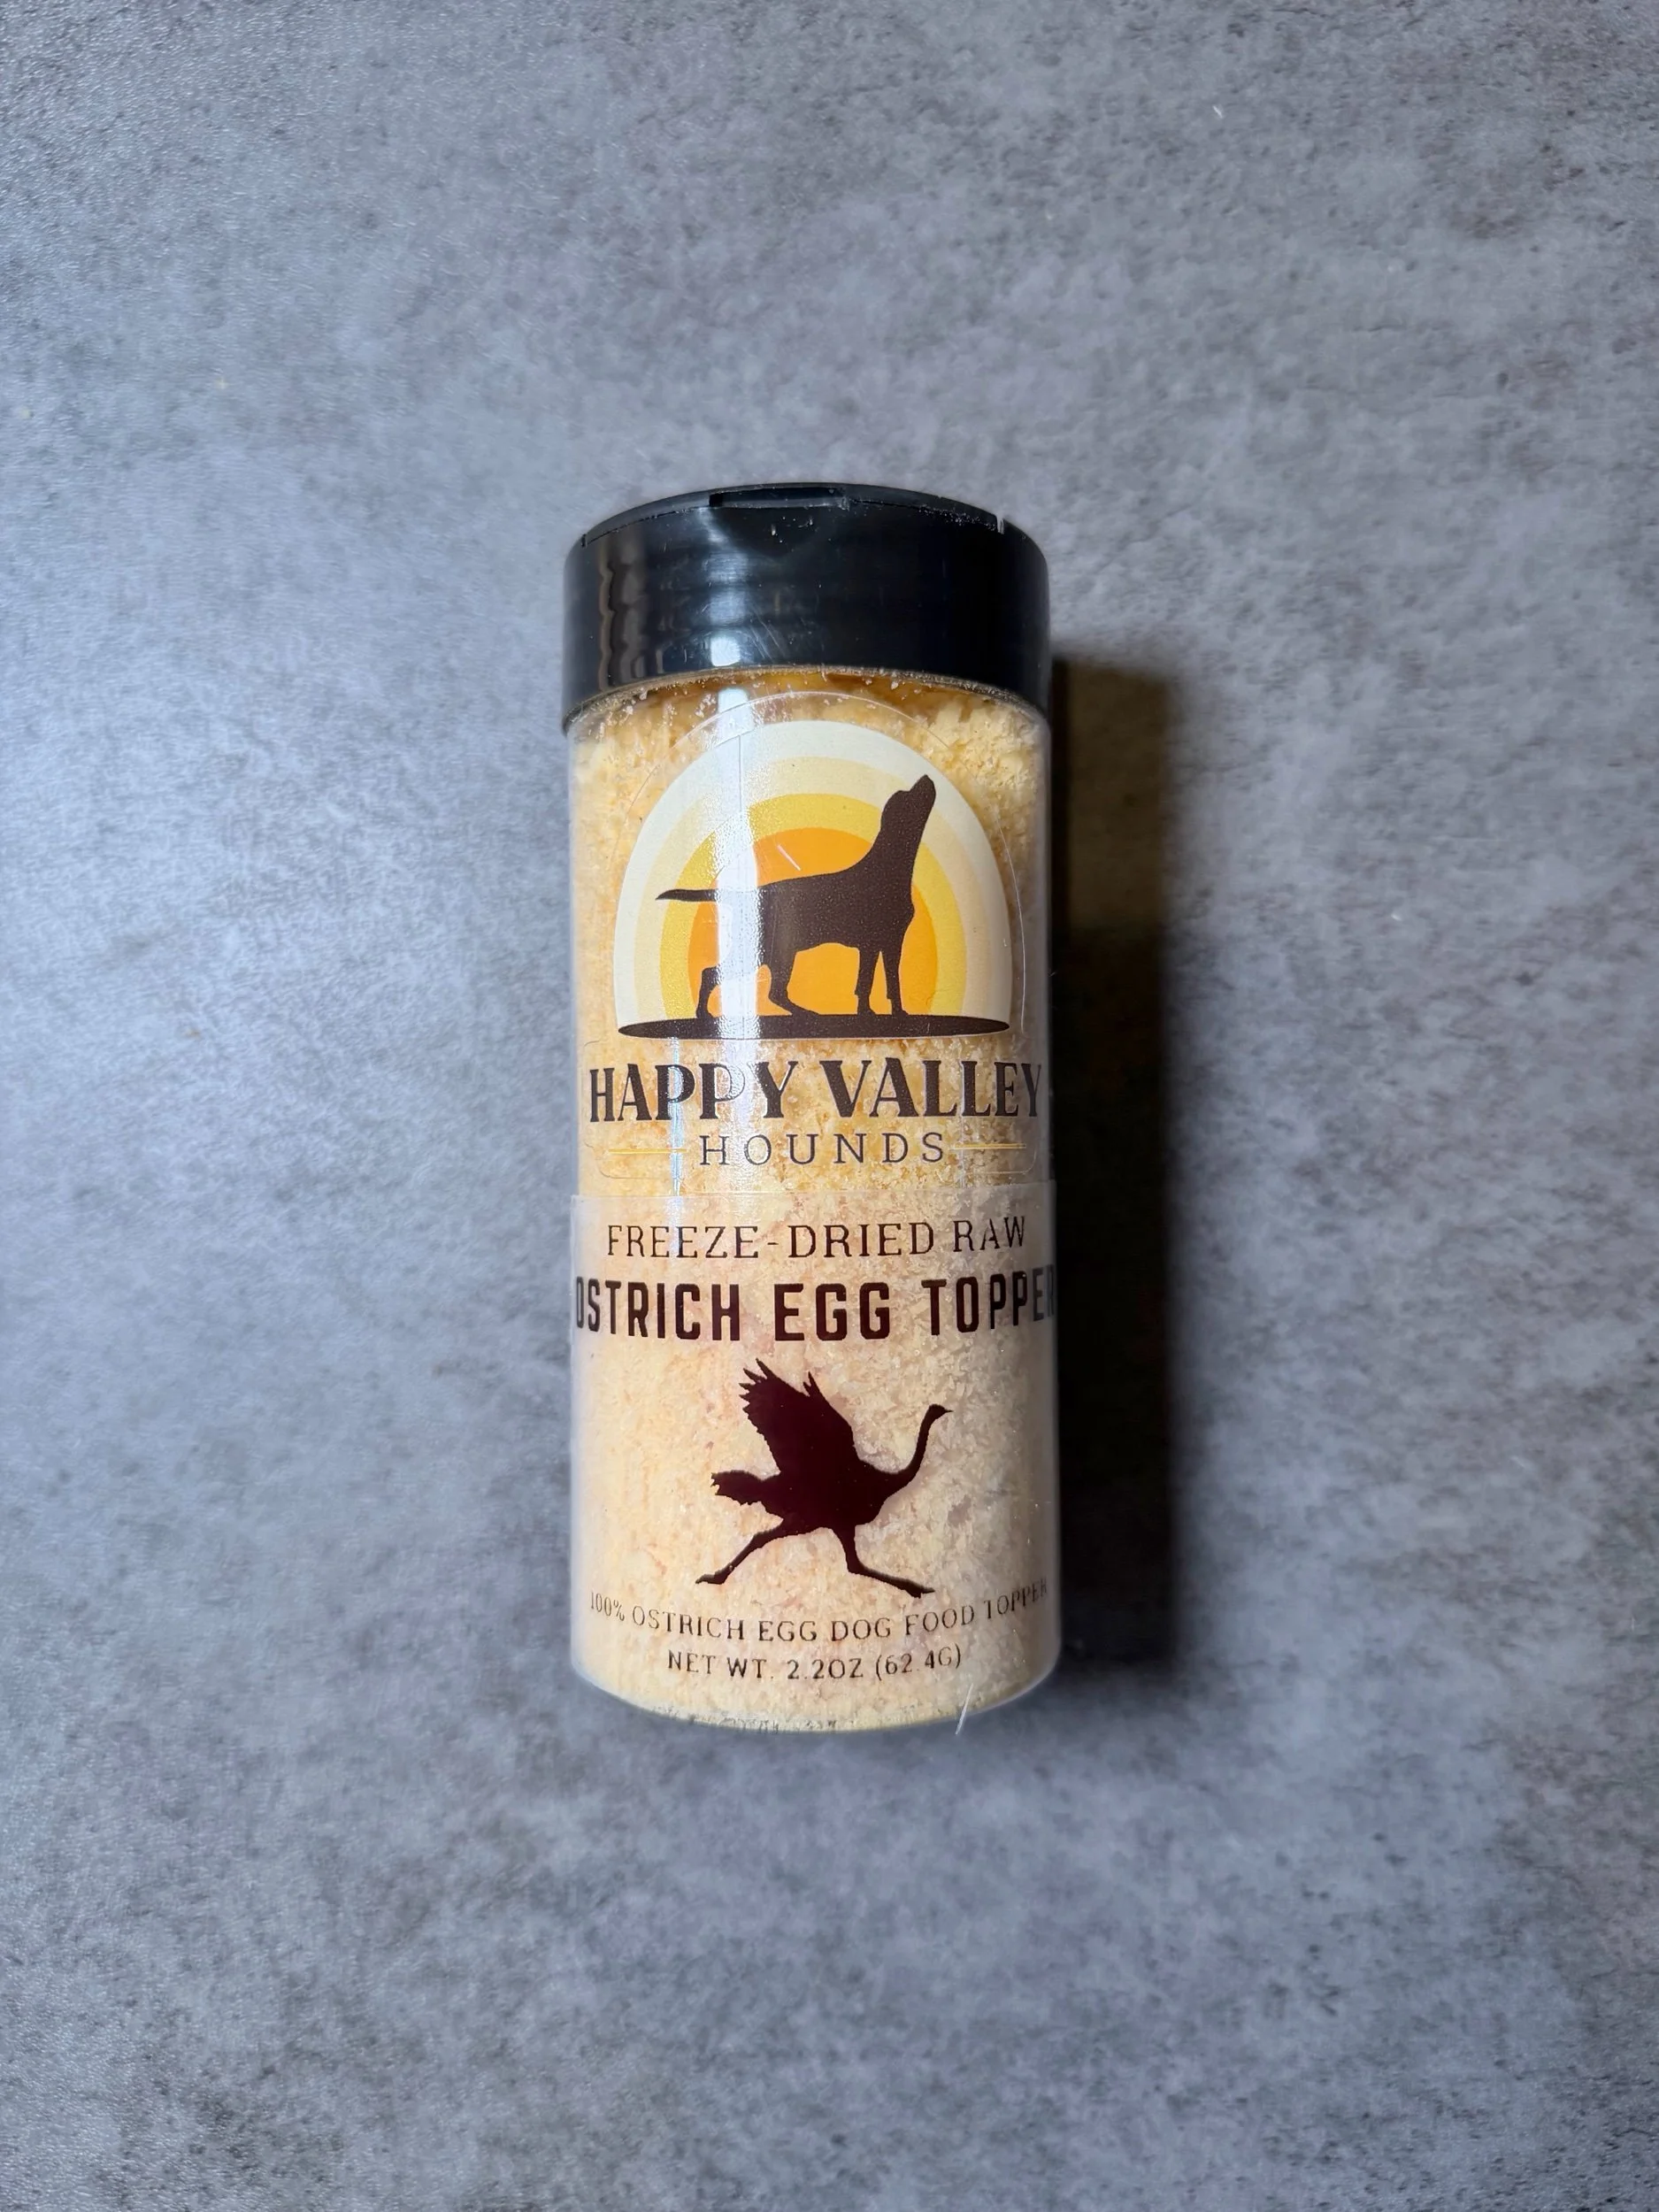 HAPPY VALLEY
HOUNDS
FREEZE-DRIED RAW
OSTRICH EGG TOPPER
100% OSTRICH EGG DOG FOOD TOPPER
NET WT. 2.2OZ (62.4G)